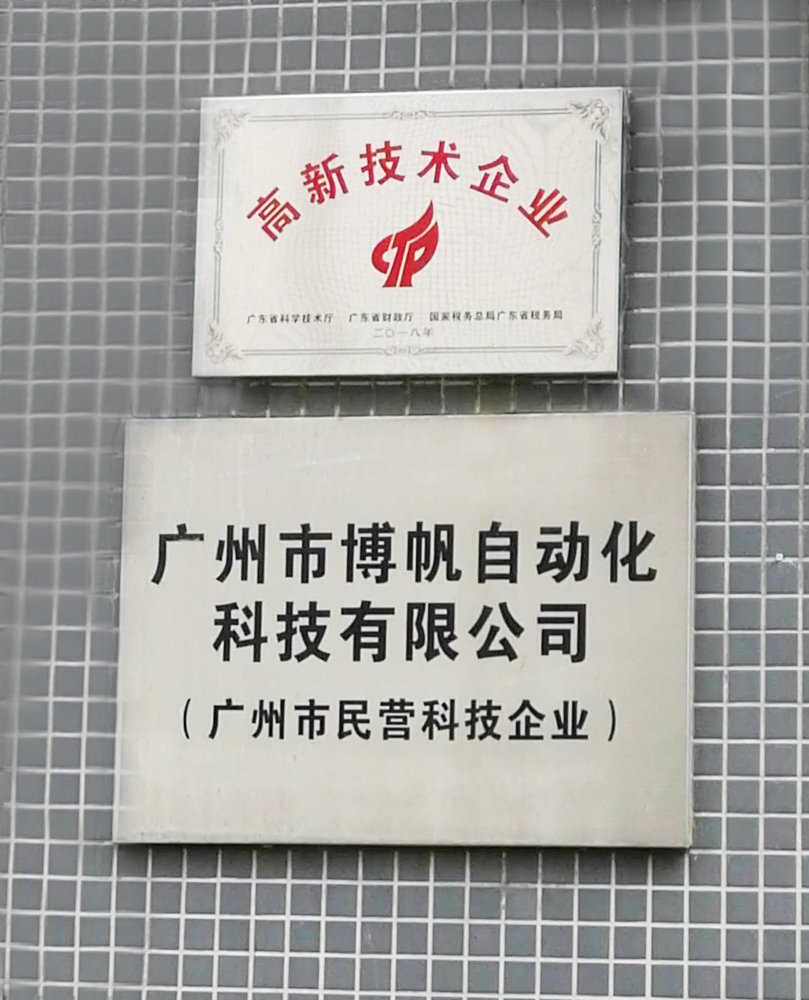 高新技术企业
CTP
广东省科学技术厅 广东省财政厅 国家税务总局广东省税务局
二〇一八年
广州市博帆自动化
科技有限公司
（广州市民营科技企业）